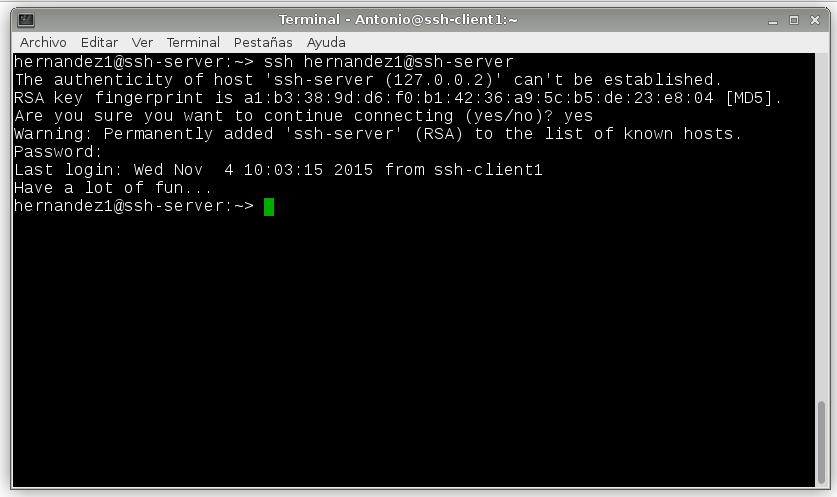 Terminal - Antonio@ssh-client1:~
Archivo Editar Ver Terminal Pestañas Ayuda
hernandez1@ssh-server:~> ssh hernandez1@ssh-server
The authenticity of host 'ssh-server (127.0.0.2)' can't be established.
RSA key fingerprint is a1:b3:38:9d:d6:f0:b1:42:36:a9:5c:b5:de:23:e8:04 [MD5].
Are you sure you want to continue connecting (yes/no)? yes
Warning: Permanently added 'ssh-server' (RSA) to the list of known hosts.
Password:
Last login: Wed Nov  4 10:03:15 2015 from ssh-client1
Have a lot of fun...
hernandez1@ssh-server:~>